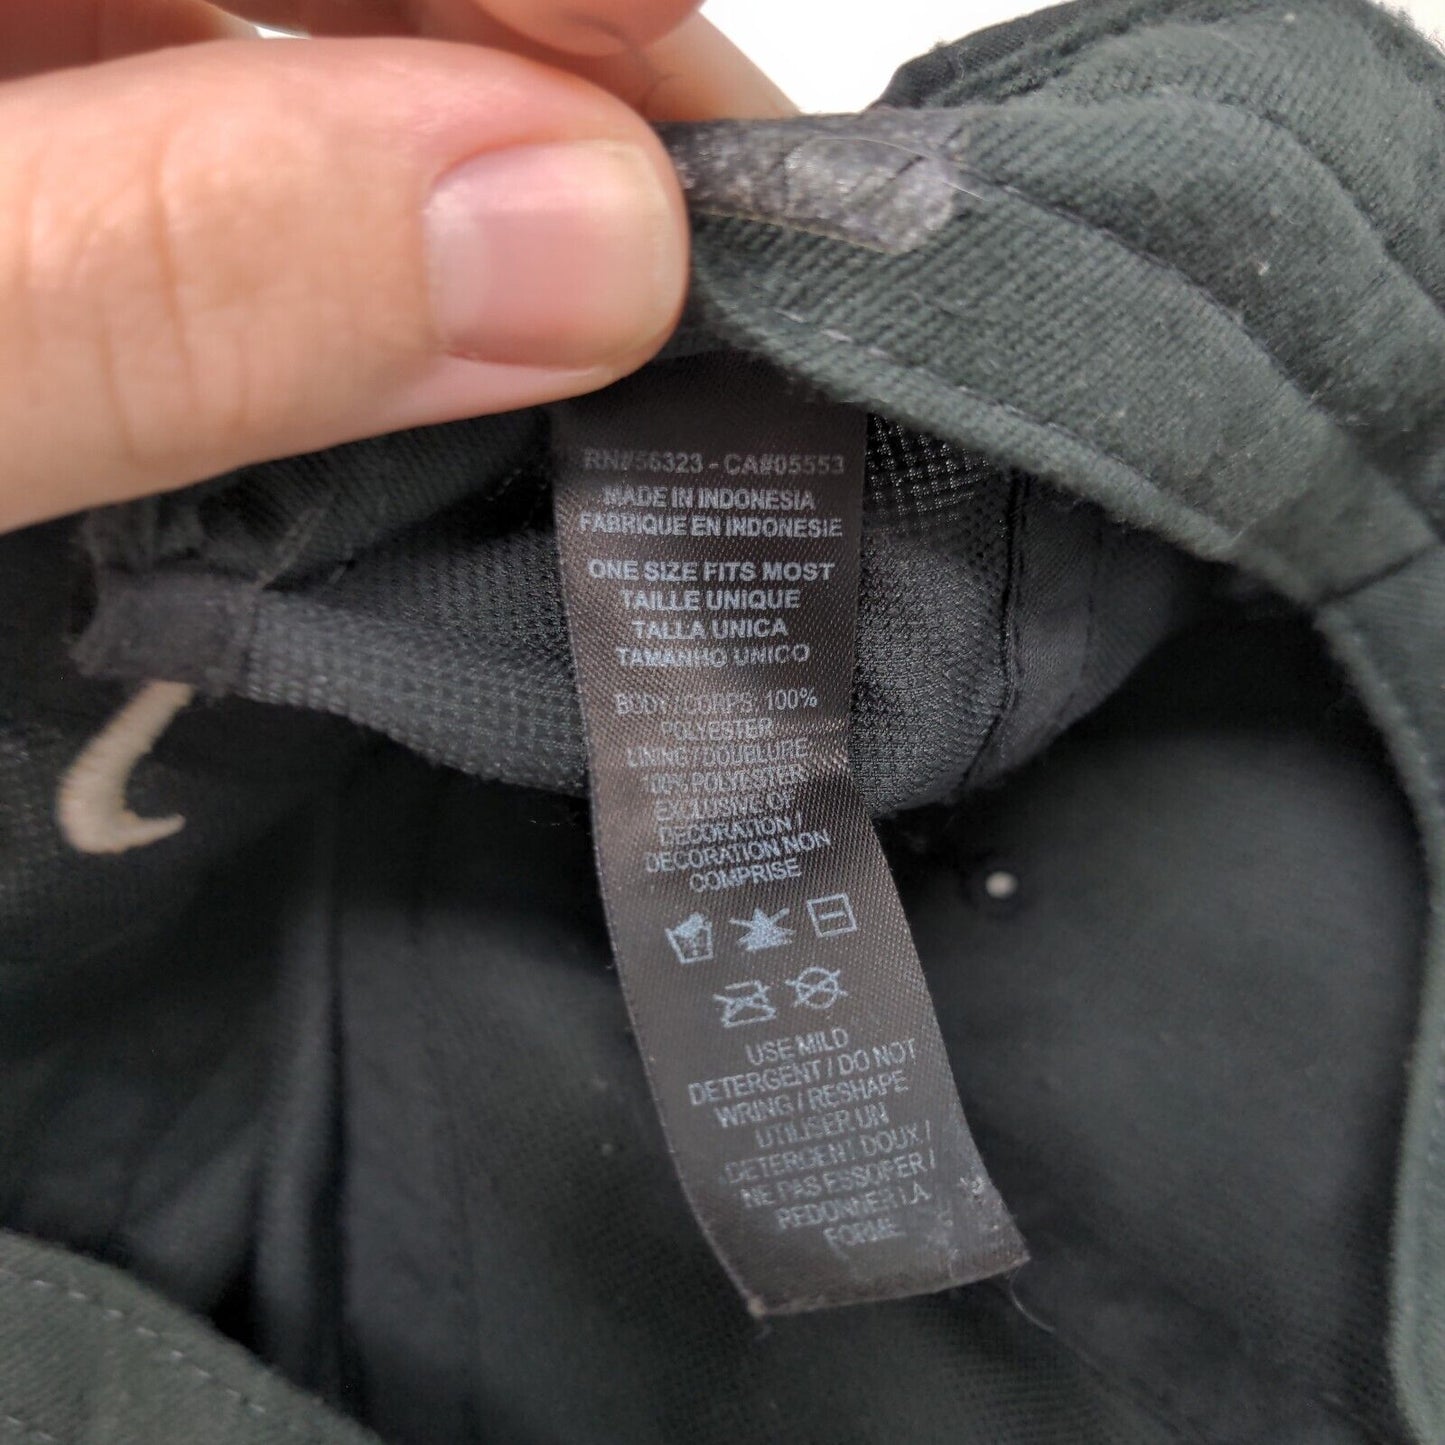 RN#56323 - CA#05553
MADE IN INDONESIA
FABRIQUE EN INDONESIE
ONE SIZE FITS MOST
TAILLE UNIQUE
TALLA UNICA
TAMANHO UNICO
BODY / CORPS: 100%
POLYESTER
LINING / DOUBLURE
100% POLYESTER
EXCLUSIVE OF
DECORATION /
DECORATION NON
COMPRISE
USE MILD
DETERGENT / DO NOT
WRING / RESHAPE
UTILISER UN
DETERGENT DOUX /
NE PAS ESSORER /
REDONNER LA
FORME